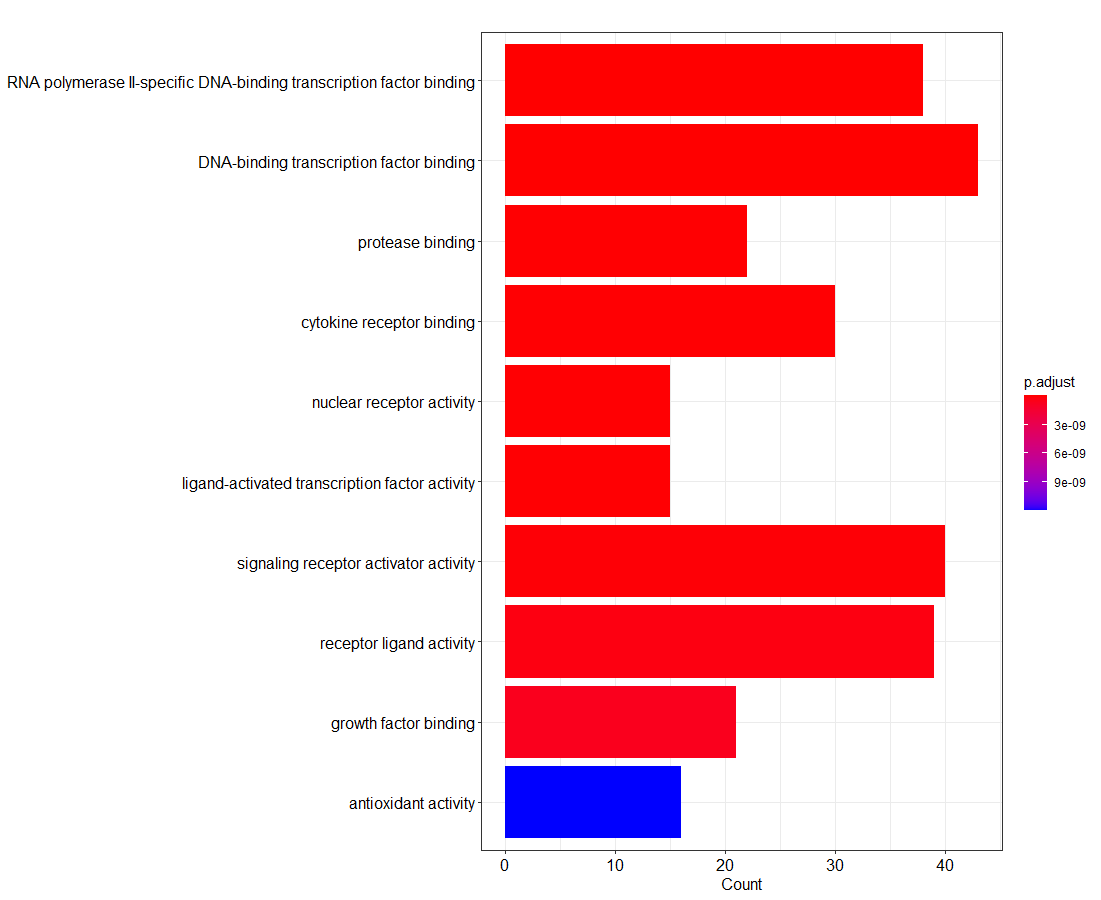 RNA polymerase II-specific DNA-binding transcription factor binding
DNA-binding transcription factor binding
protease binding
cytokine receptor binding
nuclear receptor activity
ligand-activated transcription factor activity
signaling receptor activator activity
receptor ligand activity
growth factor binding
antioxidant activity
0 10 20 30 40
Count
p.adjust
3e-09
6e-09
9e-09